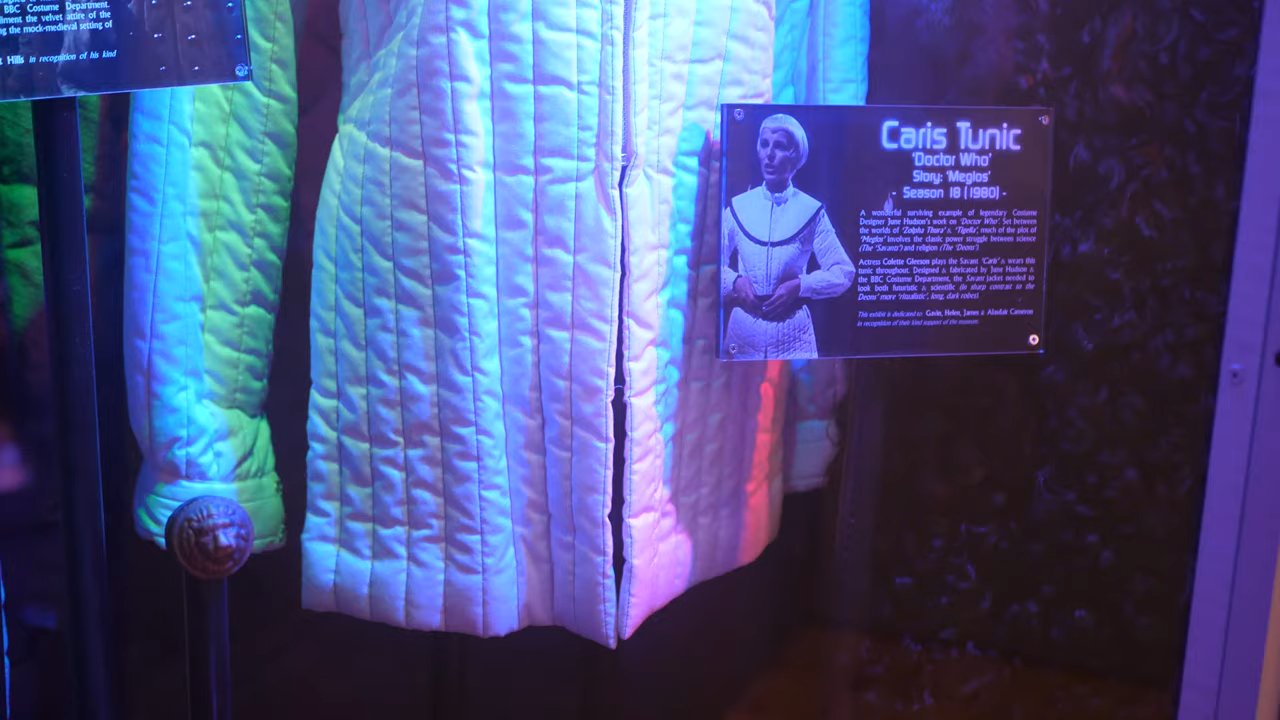 BBC Costume Department.
the velvet attire of the
the mock-medieval setting of
Hills in recognition of his kind
Caris Tunic
'Doctor Who'
Story: 'Meglos'
- Season 18 (1980) -
A wonderful surviving example of legendary Costume
Designer June Hudson's work on 'Doctor Who'. Set between
the worlds of 'Zolpha Thura' & 'Tigella', much of the plot of
'Meglos' involves the classic power struggle between science
(The 'Savants') and religion (The 'Deons').
Actress Colette Gleeson plays the Savant 'Caris' & wears this
tunic throughout. Designed & fabricated by June Hudson &
the BBC Costume Department, the Savant jacket needed to
look both futuristic & scientific (in sharp contrast to the
Deons' more 'ritualistic', long, dark robes).
This exhibit is dedicated to: Gavin, Helen, James & Alasdair Cameron
in recognition of their kind support of the museum.